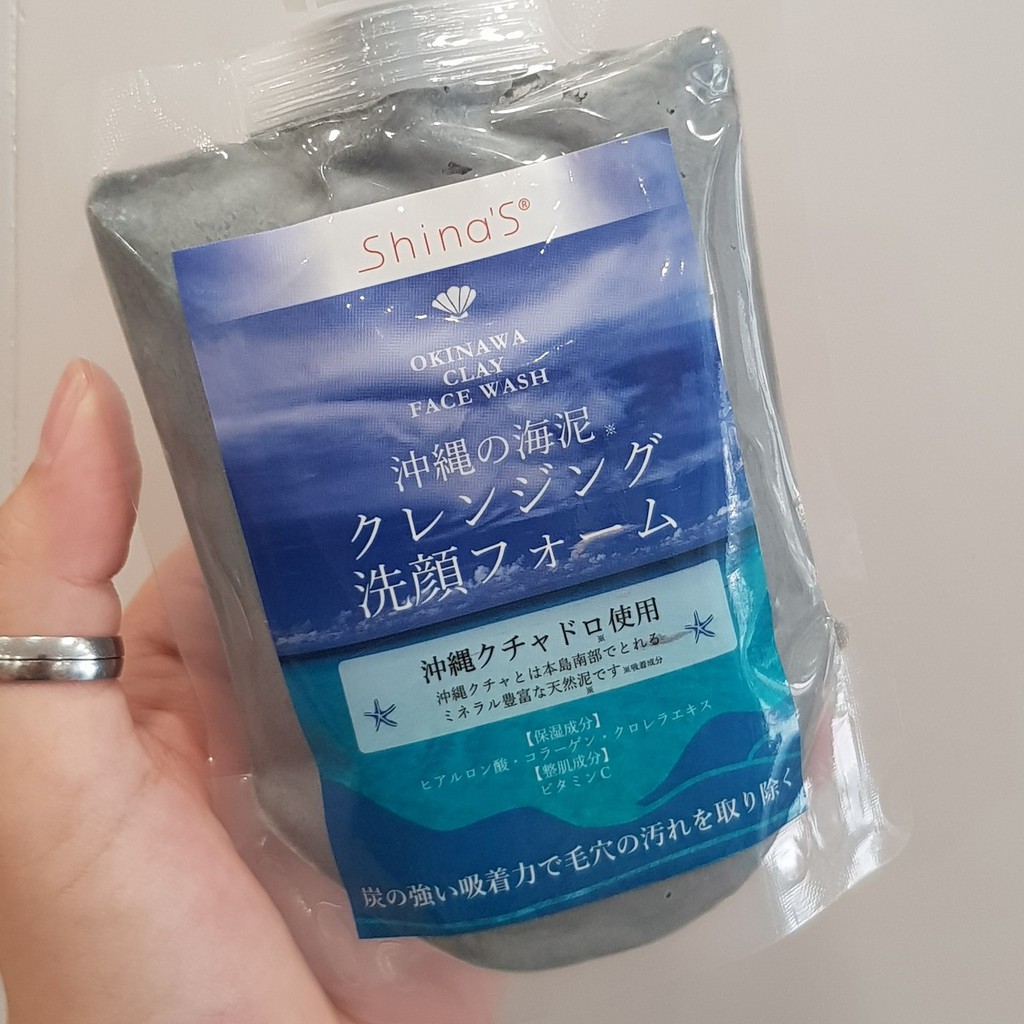 Shina'S®
OKINAWA
CLAY
FACE WASH
沖縄の海泥※
クレンジング
洗顔フォーム
沖縄クチャドロ※使用
沖縄クチャとは本島南部でとれる
ミネラル豊富な天然泥です ※吸着成分
※
【保湿成分】
ヒアルロン酸・コラーゲン・クロレラエキス
【整肌成分】
ビタミンC
炭の強い吸着力で毛穴の汚れを取り除く